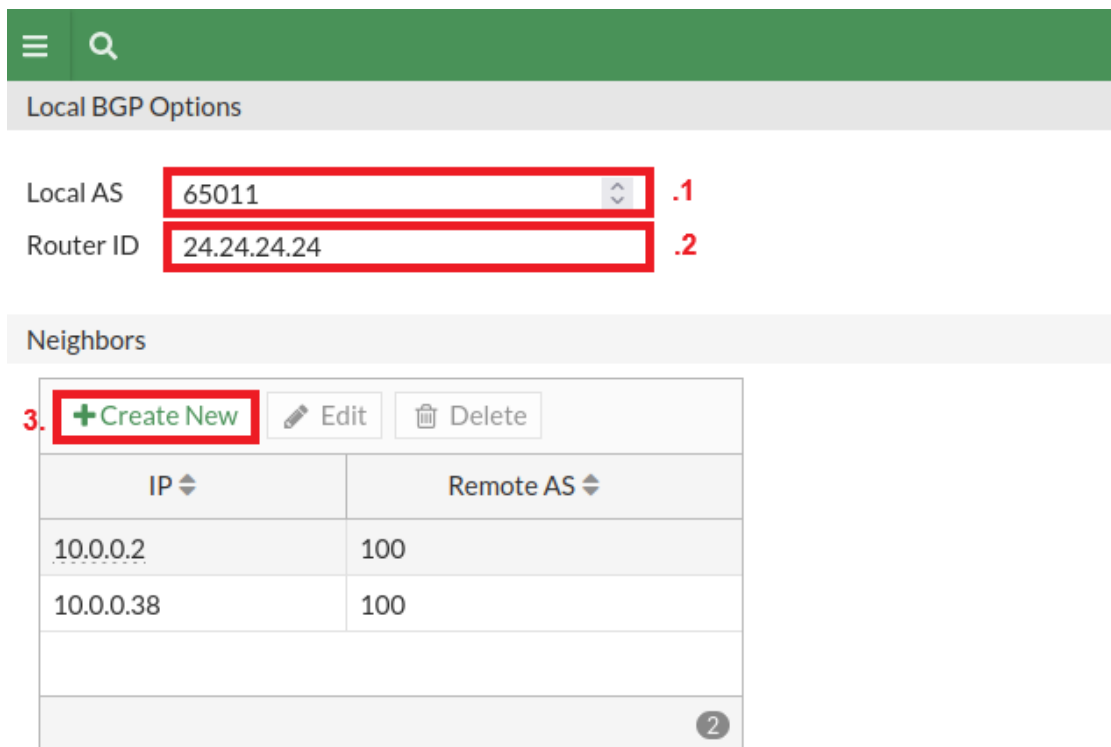 Local BGP Options
Local AS 65011 .1
Router ID 24.24.24.24 .2
Neighbors
3. +Create New Edit Delete
IP Remote AS
10.0.0.2 100
10.0.0.38 100
2